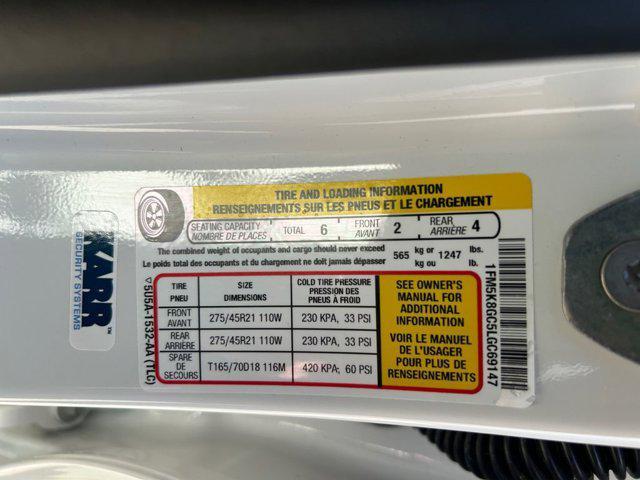 TIRE AND LOADING INFORMATION
RENSEIGNEMENTS SUR LES PNEUS ET LE CHARGEMENT
SEATING CAPACITY
NOMBRE DE PLACES
TOTAL 6
FRONT
AVANT
2
REAR
ARRIÈRE
4
The combined weight of occupants and cargo should never exceed 565 kg or 1247 lbs.
Le poids total des occupants et du chargement ne doit jamais dépasser kg ou lb.
TIRE
PNEU
SIZE
DIMENSIONS
COLD TIRE PRESSURE
PRESSION DES
PNEUS À FROID
FRONT
AVANT
275/45R21 110W
230 KPA, 33 PSI
REAR
ARRIÈRE
275/45R21 110W
230 KPA, 33 PSI
SPARE
DE SECOURS
T165/70D18 116M
420 KPA, 60 PSI
SEE OWNER'S
MANUAL FOR
ADDITIONAL
INFORMATION
VOIR LE MANUEL
DE L'USAGER
POUR PLUS DE
RENSEIGNEMENTS
5U5A-1532-AA (TLC)
1FM5K8GC5LGC69147
KARR™
SECURITY SYSTEMS